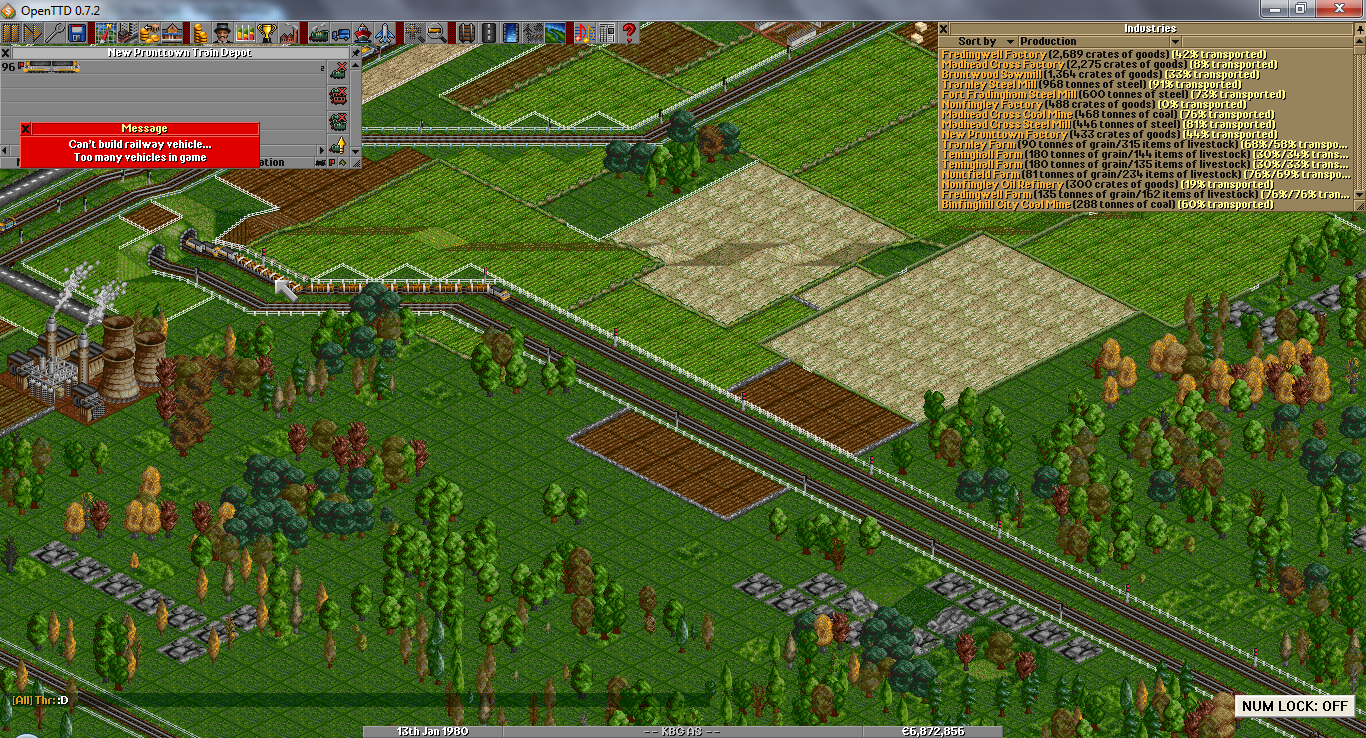 OpenTTD 0.7.2
New Prunttown Train Depot
96
2
Message
Can't build railway vehicle...
Too many vehicles in game
Industries
Sort by Production
Fredingwell Factory (2,689 crates of goods) (42% transported)
Madhead Cross Factory (2,275 crates of goods) (8% transported)
Bruntwood Sawmill (1,364 crates of goods) (33% transported)
Trarnley Steel Mill (968 tonnes of steel) (91% transported)
Fort Fradingham Steel Mill (600 tonnes of steel) (73% transported)
Nonfingley Factory (488 crates of goods) (0% transported)
Madhead Cross Coal Mine (468 tonnes of coal) (76% transported)
Madhead Cross Steel Mill (446 tonnes of steel) (81% transported)
New Prunttown Factory (433 crates of goods) (44% transported)
Trarnley Farm (90 tonnes of grain/315 items of livestock) (68%/58% transpo...
Teninghall Farm (180 tonnes of grain/144 items of livestock) (30%/34% trans...
Teninghall Farm (180 tonnes of grain/135 items of livestock) (30%/33% trans...
Nuntfield Farm (81 tonnes of grain/234 items of livestock) (76%/69% transpo...
Nonfingley Oil Refinery (300 crates of goods) (19% transported)
Fredingwell Farm (135 tonnes of grain/162 items of livestock) (76%/76% tran...
Binfinghill City Coal Mine (288 tonnes of coal) (60% transported)
[All] Thr: :D
NUM LOCK: OFF
13th Jan 1980
-- KBG AS --
€6,872,856